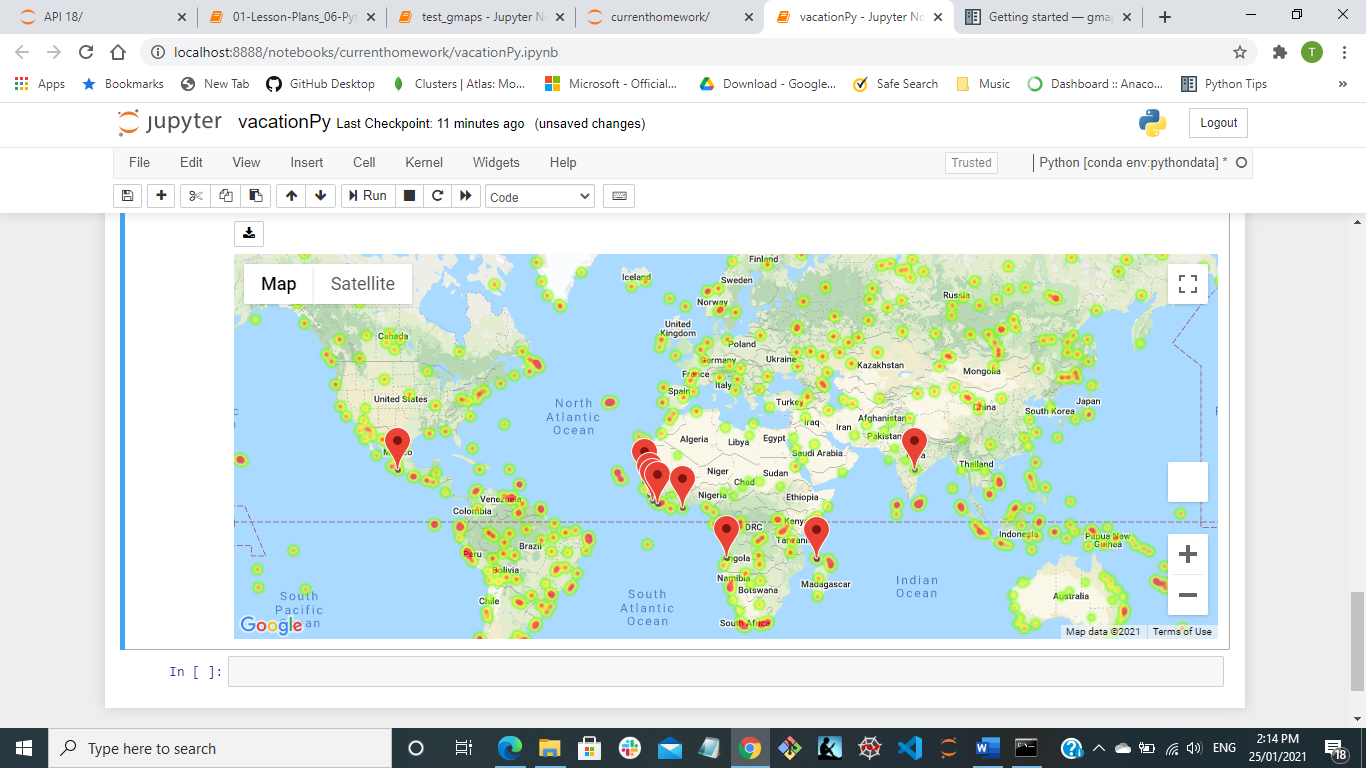 API 18/
01-Lesson-Plans_06-Pyt
test_gmaps - Jupyter N
currenthomework/
vacationPy - Jupyter No
Getting started — gmap
localhost:8888/notebooks/currenthomework/vacationPy.ipynb
T
Apps Bookmarks New Tab GitHub Desktop Clusters | Atlas: Mo... Microsoft - Official... Download - Google... Safe Search Music Dashboard :: Anaco... Python Tips »
jupyter vacationPy Last Checkpoint: 11 minutes ago (unsaved changes) Logout
File Edit View Insert Cell Kernel Widgets Help Trusted Python [conda env:pythondata] *
Run Code
Map Satellite
Finland
Iceland
Sweden
Norway
Russia
Canada
United
Kingdom
Poland
Germany
Ukraine
Kazakhstan
Mongolia
France
Italy
Spain
United States
Turkey
China
Japan
South Korea
North
Atlantic
Ocean
Afghanistan
Iraq
Iran
Pakistan
Algeria
Libya
Egypt
Saudi Arabia
Thailand
Niger
Chad
Sudan
Nigeria
Ethiopia
Venezuela
Colombia
DRC
Kenya
Tanzania
Indonesia
Papua New
Guinea
Peru
Brazil
Bolivia
Angola
Namibia
Botswana
Madagascar
Indian
Ocean
Australia
Chile
South
Pacific
South
Atlantic
Ocean
South Africa
Google
Map data ©2021 Terms of Use
In [ ]:
Type here to search
ENG
2:14 PM
25/01/2021
18